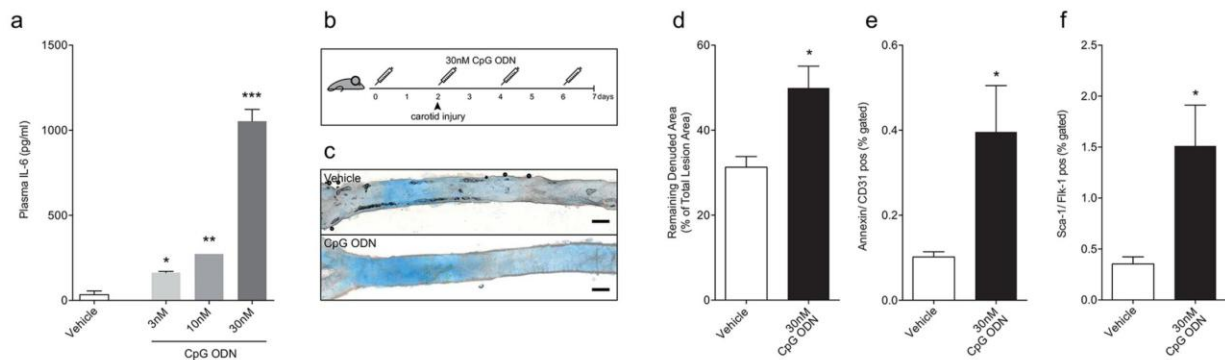 a
Plasma IL-6 (pg/ml)
1500
1000
500
0
*
**
***
Vehicle
3nM
10nM
30nM
CpG ODN
b
30nM CpG ODN
0 1 2 3 4 5 6 7 days
carotid injury
c
Vehicle
CpG ODN
d
Remaining Denuded Area
(% of Total Lesion Area)
60
40
20
0
*
Vehicle
30nM
CpG ODN
e
Annexin/ CD31 pos (% gated)
0.6
0.4
0.2
0.0
*
Vehicle
30nM
CpG ODN
f
Sca-1/ Flk-1 pos (% gated)
2.5
2.0
1.5
1.0
0.5
0.0
*
Vehicle
30nM
CpG ODN